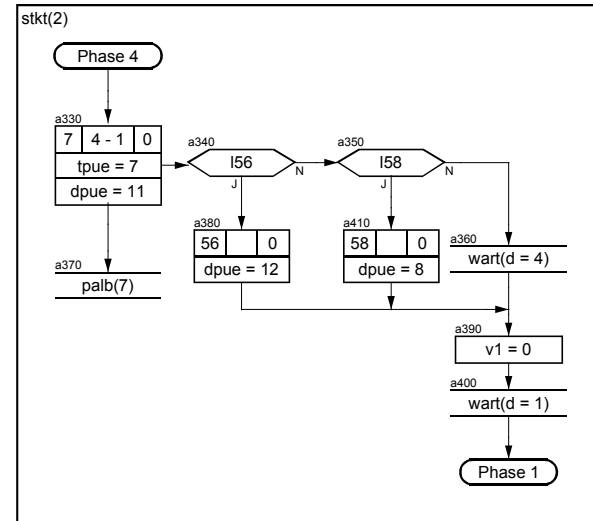 stkt(2)
Phase 4
a330
7 4 - 1 0
tpue = 7
dpue = 11
a340
I56
J
N
a350
I58
J
N
a380
56 0
dpue = 12
a410
58 0
dpue = 8
a360
wart(d = 4)
a370
palb(7)
a390
v1 = 0
a400
wart(d = 1)
Phase 1